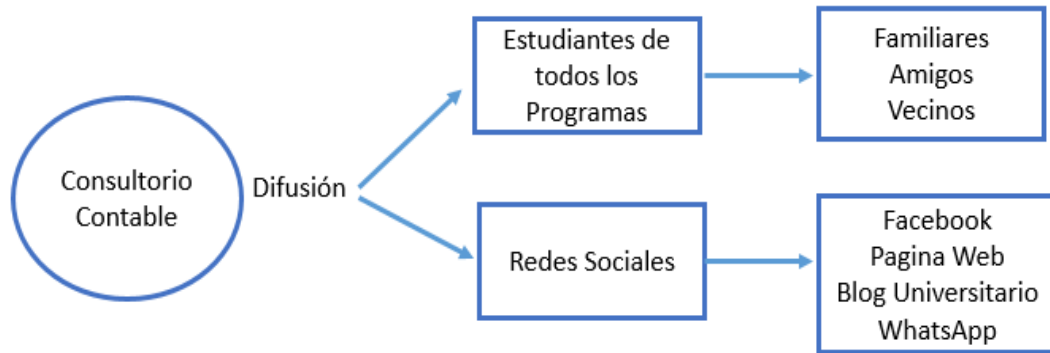 Consultorio
Contable
Difusión
Estudiantes de
todos los
Programas
Familiares
Amigos
Vecinos
Redes Sociales
Facebook
Pagina Web
Blog Universitario
WhatsApp